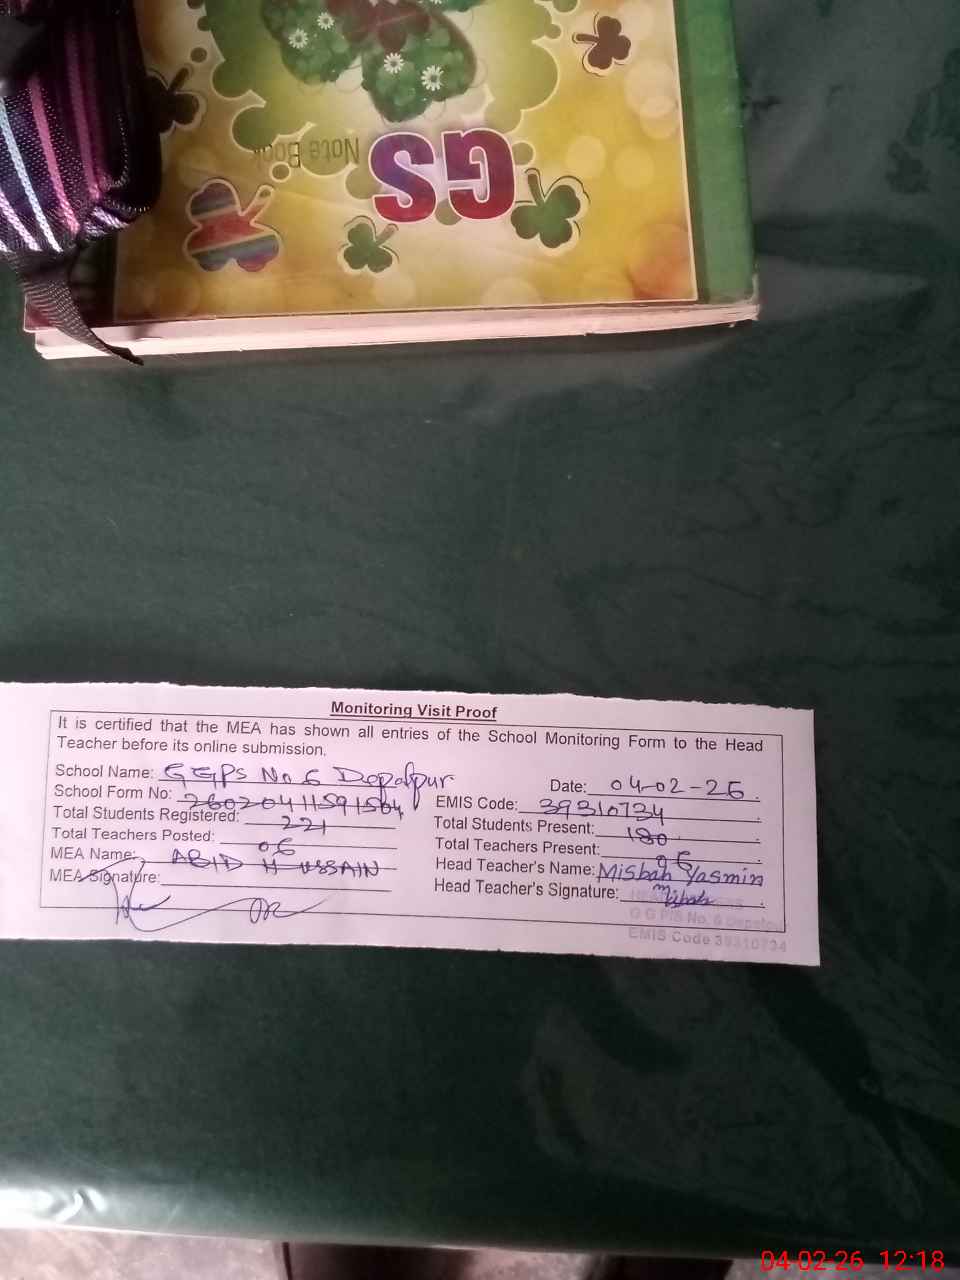 GS
Note Book
Monitoring Visit Proof
It is certified that the MEA has shown all entries of the School Monitoring Form to the Head
Teacher before its online submission.
School Name: GGPS No 6 Depalpur Date: 04-02-26
School Form No: 26020411591504 EMIS Code: 39310734
Total Students Registered: 221 Total Students Present: 180
Total Teachers Posted: 06 Total Teachers Present: 06
MEA Name: ABID HUSSAIN Head Teacher's Name: Misbah Yasmin
MEA Signature: Head Teacher's Signature: Misbah
G G P/S No. 6 Depalpur
EMIS Code 39310734
04-02-26 12:18